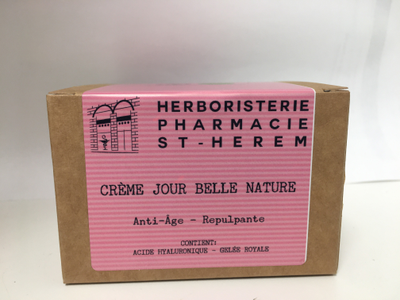 HERBORISTERIE
PHARMACIE
ST-HEREM
CRÈME JOUR BELLE NATURE
Anti-Âge - Repulpante
CONTIENT:
ACIDE HYALURONIQUE - GELÉE ROYALE